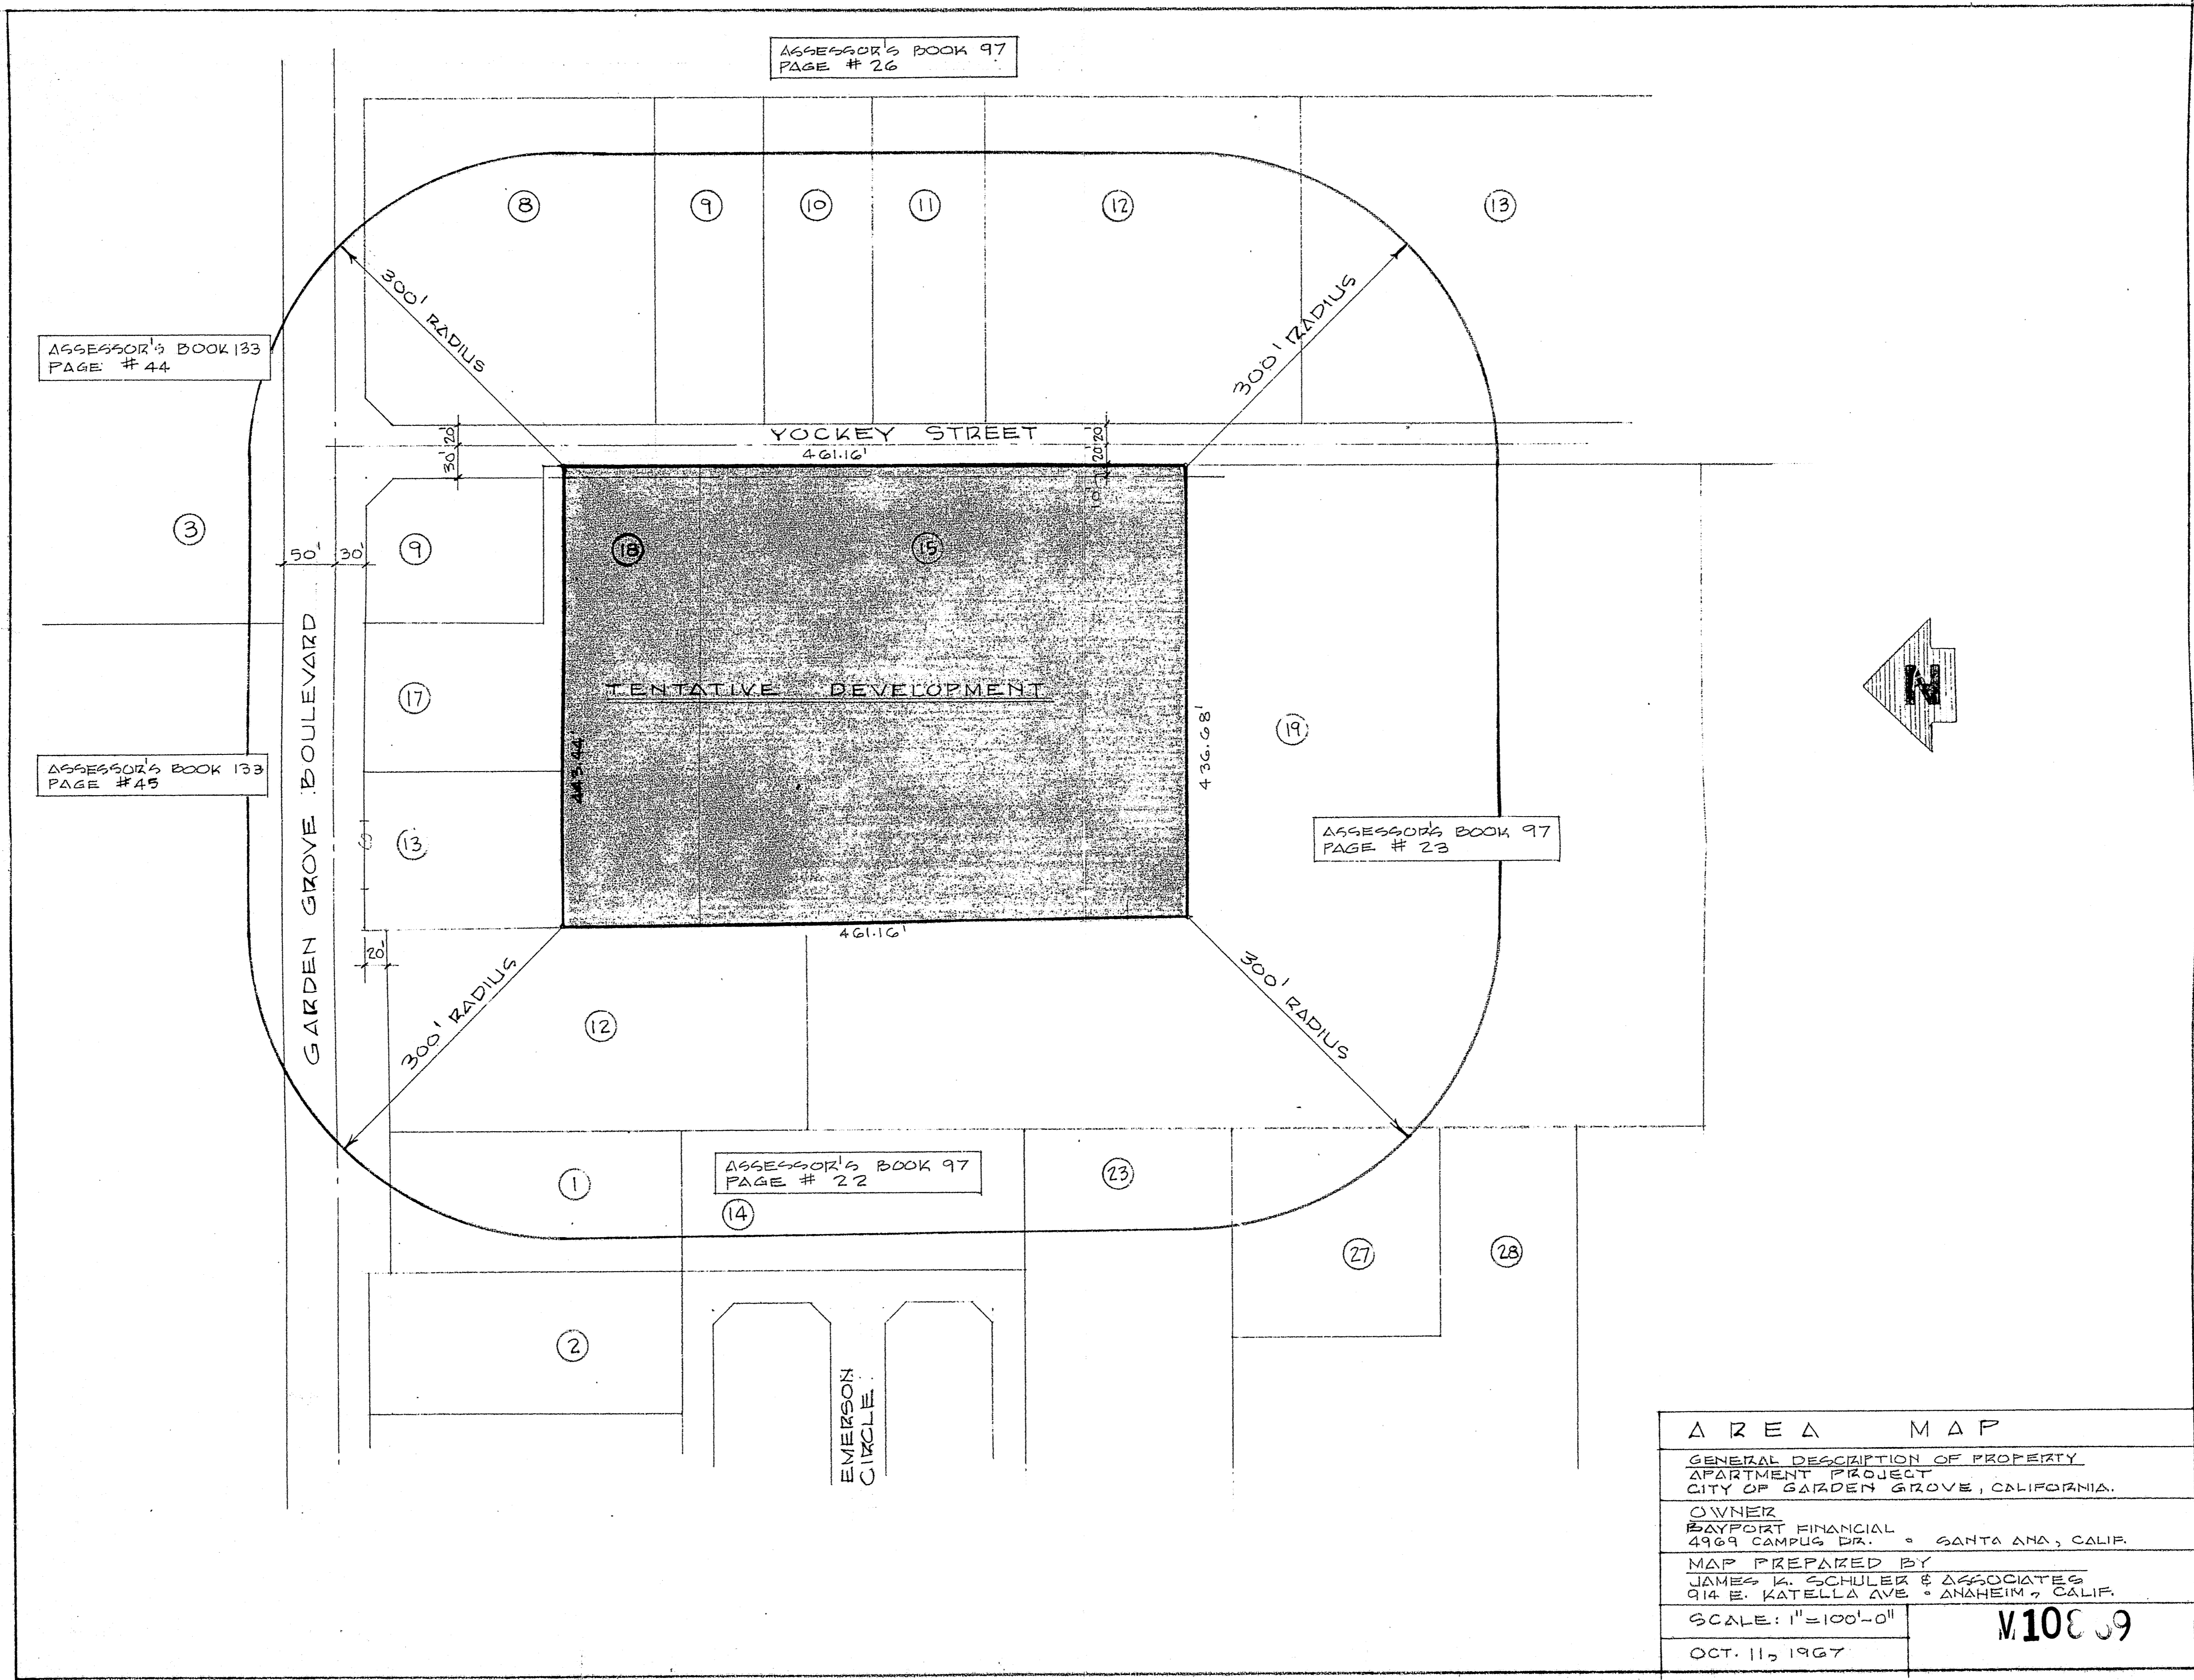 ASSESSOR'S BOOK 97
PAGE # 26
8
9
10
11
12
13
300' RADIUS
300' RADIUS
ASSESSOR'S BOOK 133
PAGE # 44
YOCKEY STREET
461.16'
20'
30'
20'
20'
10'
3
50'
30'
9
18
15
GARDEN GROVE BOULEVARD
TENTATIVE DEVELOPMENT
17
443.44'
436.68'
19
N
ASSESSOR'S BOOK 133
PAGE # 45
13
ASSESSOR'S BOOK 97
PAGE # 23
461.16'
20'
300' RADIUS
300' RADIUS
12
ASSESSOR'S BOOK 97
PAGE # 22
1
14
23
27
28
2
EMERSON
CIRCLE
AREA MAP
GENERAL DESCRIPTION OF PROPERTY
APARTMENT PROJECT
CITY OF GARDEN GROVE, CALIFORNIA.
OWNER
BAYPORT FINANCIAL
4969 CAMPUS DR. • SANTA ANA, CALIF.
MAP PREPARED BY
JAMES K. SCHULER & ASSOCIATES
914 E. KATELLA AVE • ANAHEIM, CALIF.
SCALE: 1"=100'-0"
OCT. 11, 1967